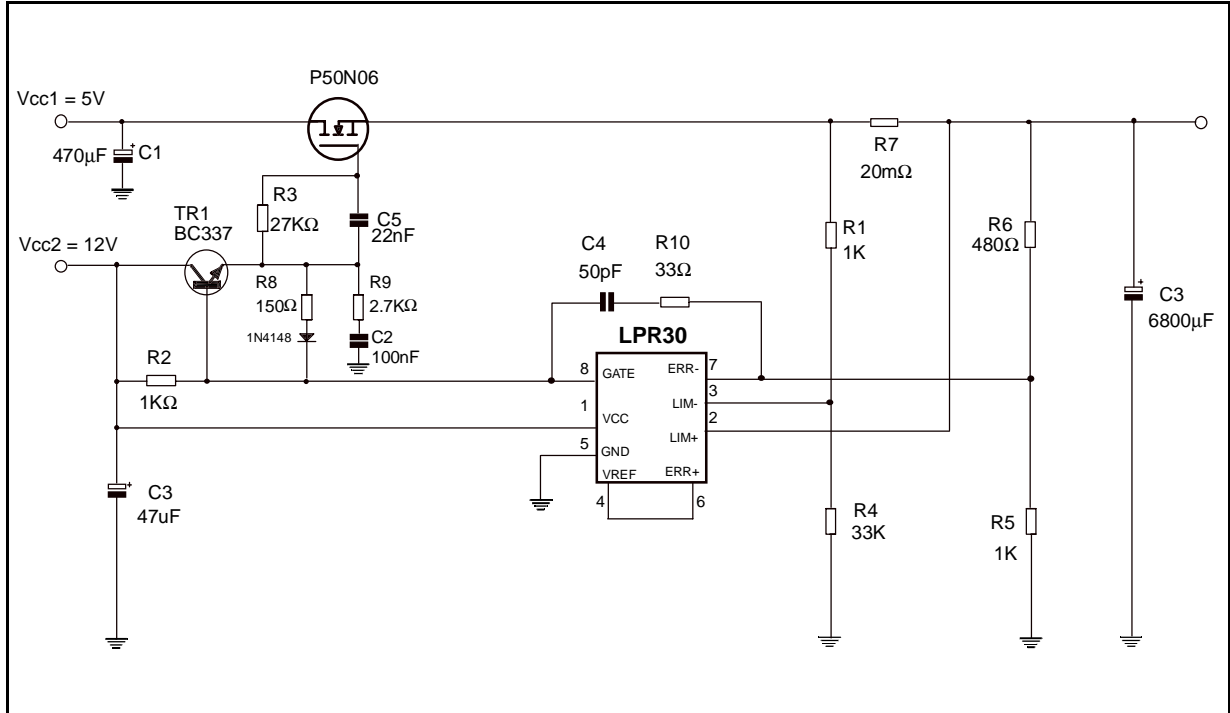 P50N06
Vcc1 = 5V
470µF
+
C1
R7
20mΩ
R3
27KΩ
C5
22nF
TR1
BC337
Vcc2 = 12V
R1
1K
R6
480Ω
C4
50pF
R10
33Ω
R8
150Ω
R9
2.7KΩ
1N4148
C2
100nF
+
C3
6800µF
LPR30
R2
1KΩ
8
GATE
ERR-
7
3
LIM-
1
VCC
2
LIM+
5
GND
VREF
ERR+
4
6
+
C3
47uF
R4
33K
R5
1K